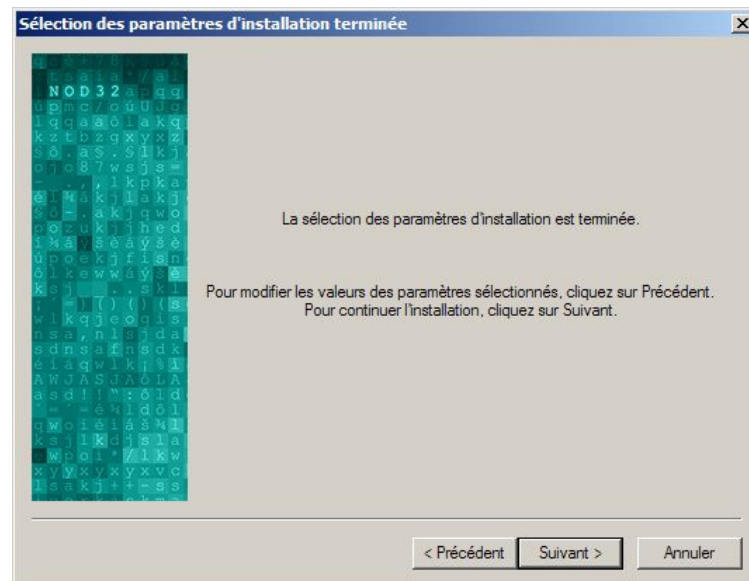 Sélection des paramètres d'installation terminée
NOD32
La sélection des paramètres d'installation est terminée.
Pour modifier les valeurs des paramètres sélectionnés, cliquez sur Précédent.
Pour continuer l'installation, cliquez sur Suivant.
< Précédent
Suivant >
Annuler